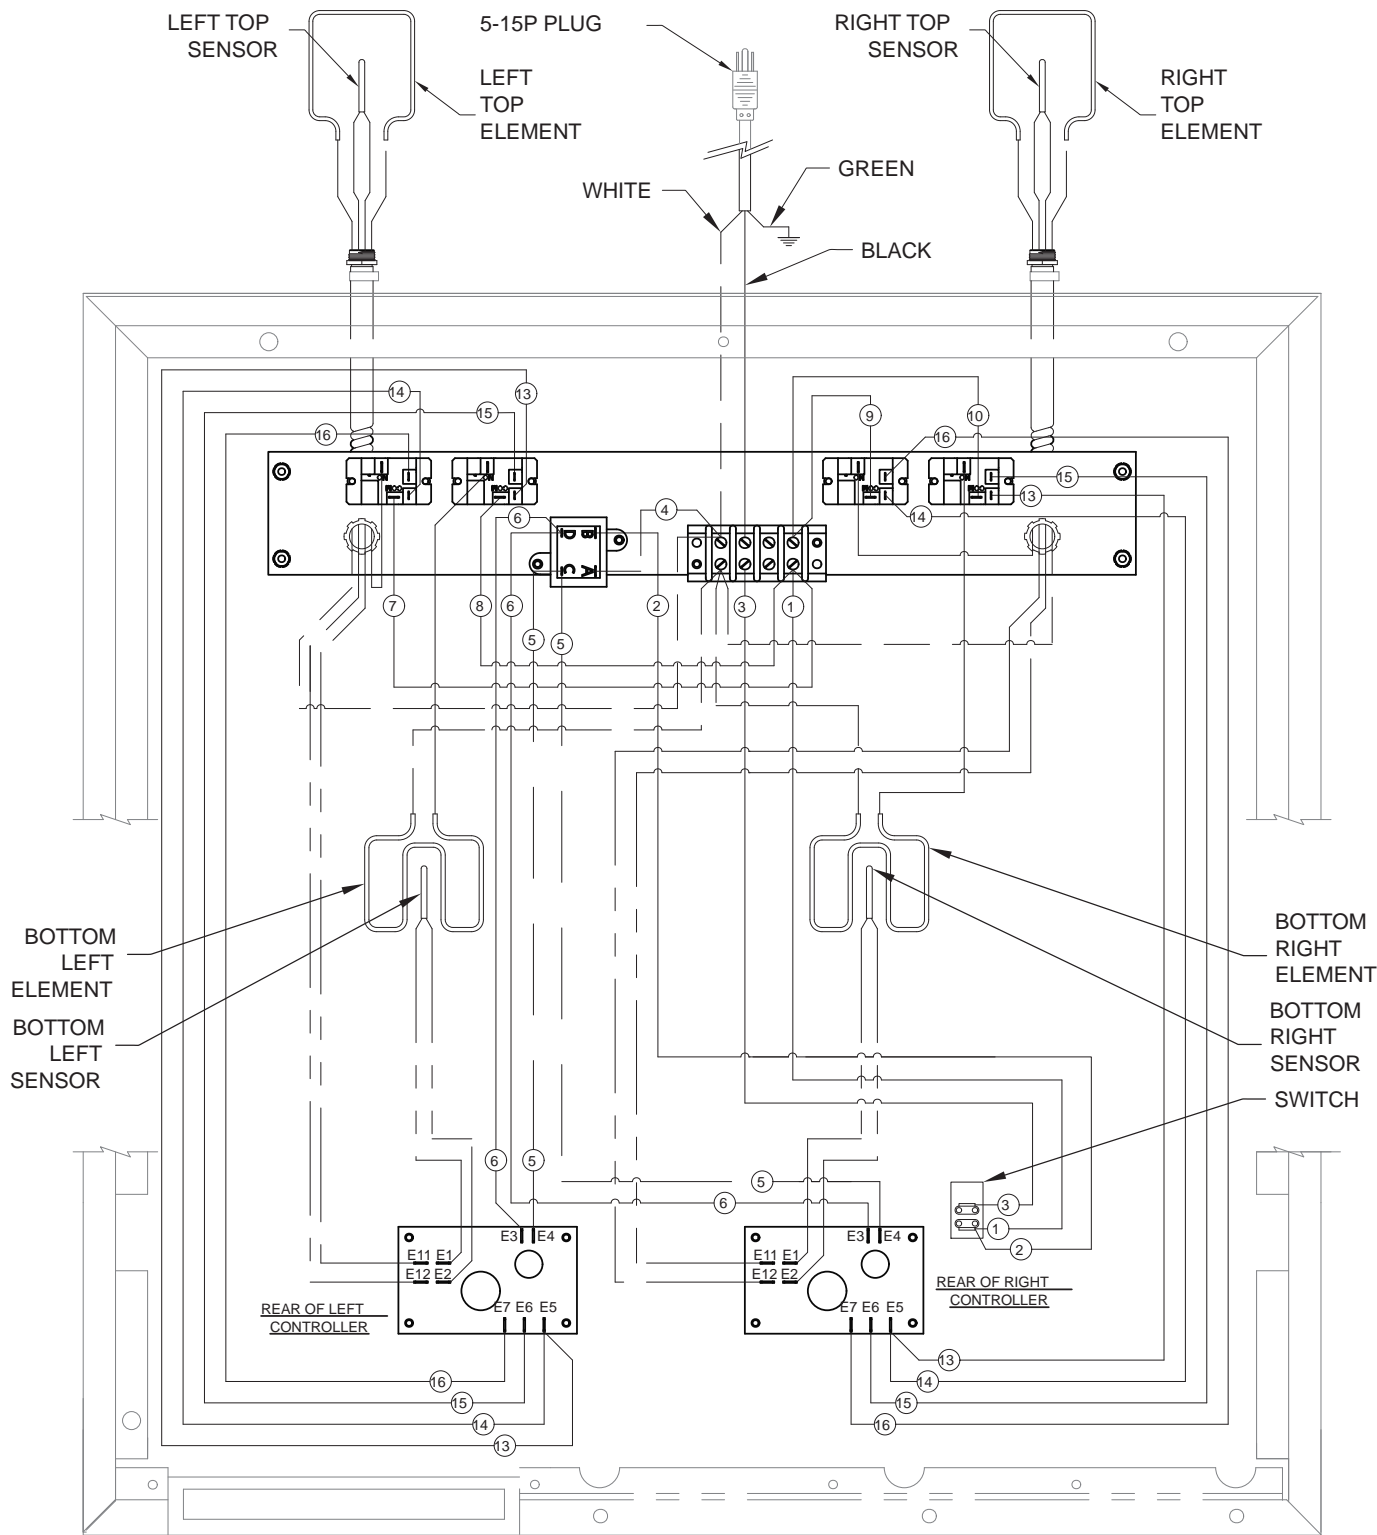 LEFT TOP
SENSOR
LEFT
TOP
ELEMENT
5-15P PLUG
RIGHT TOP
SENSOR
RIGHT
TOP
ELEMENT
WHITE
GREEN
BLACK
14
13
15
16
9
10
16
15
13
14
6
4
D
B
C
A
7
8
6
2
3
1
5
5
BOTTOM
LEFT
ELEMENT
BOTTOM
LEFT
SENSOR
BOTTOM
RIGHT
ELEMENT
BOTTOM
RIGHT
SENSOR
SWITCH
6
5
5
6
3
1
2
E3 E4
E11 E1
E12 E2
E7 E6 E5
REAR OF LEFT
CONTROLLER
E3 E4
E11 E1
E12 E2
E7 E6 E5
REAR OF RIGHT
CONTROLLER
16
15
14
13
13
14
15
16